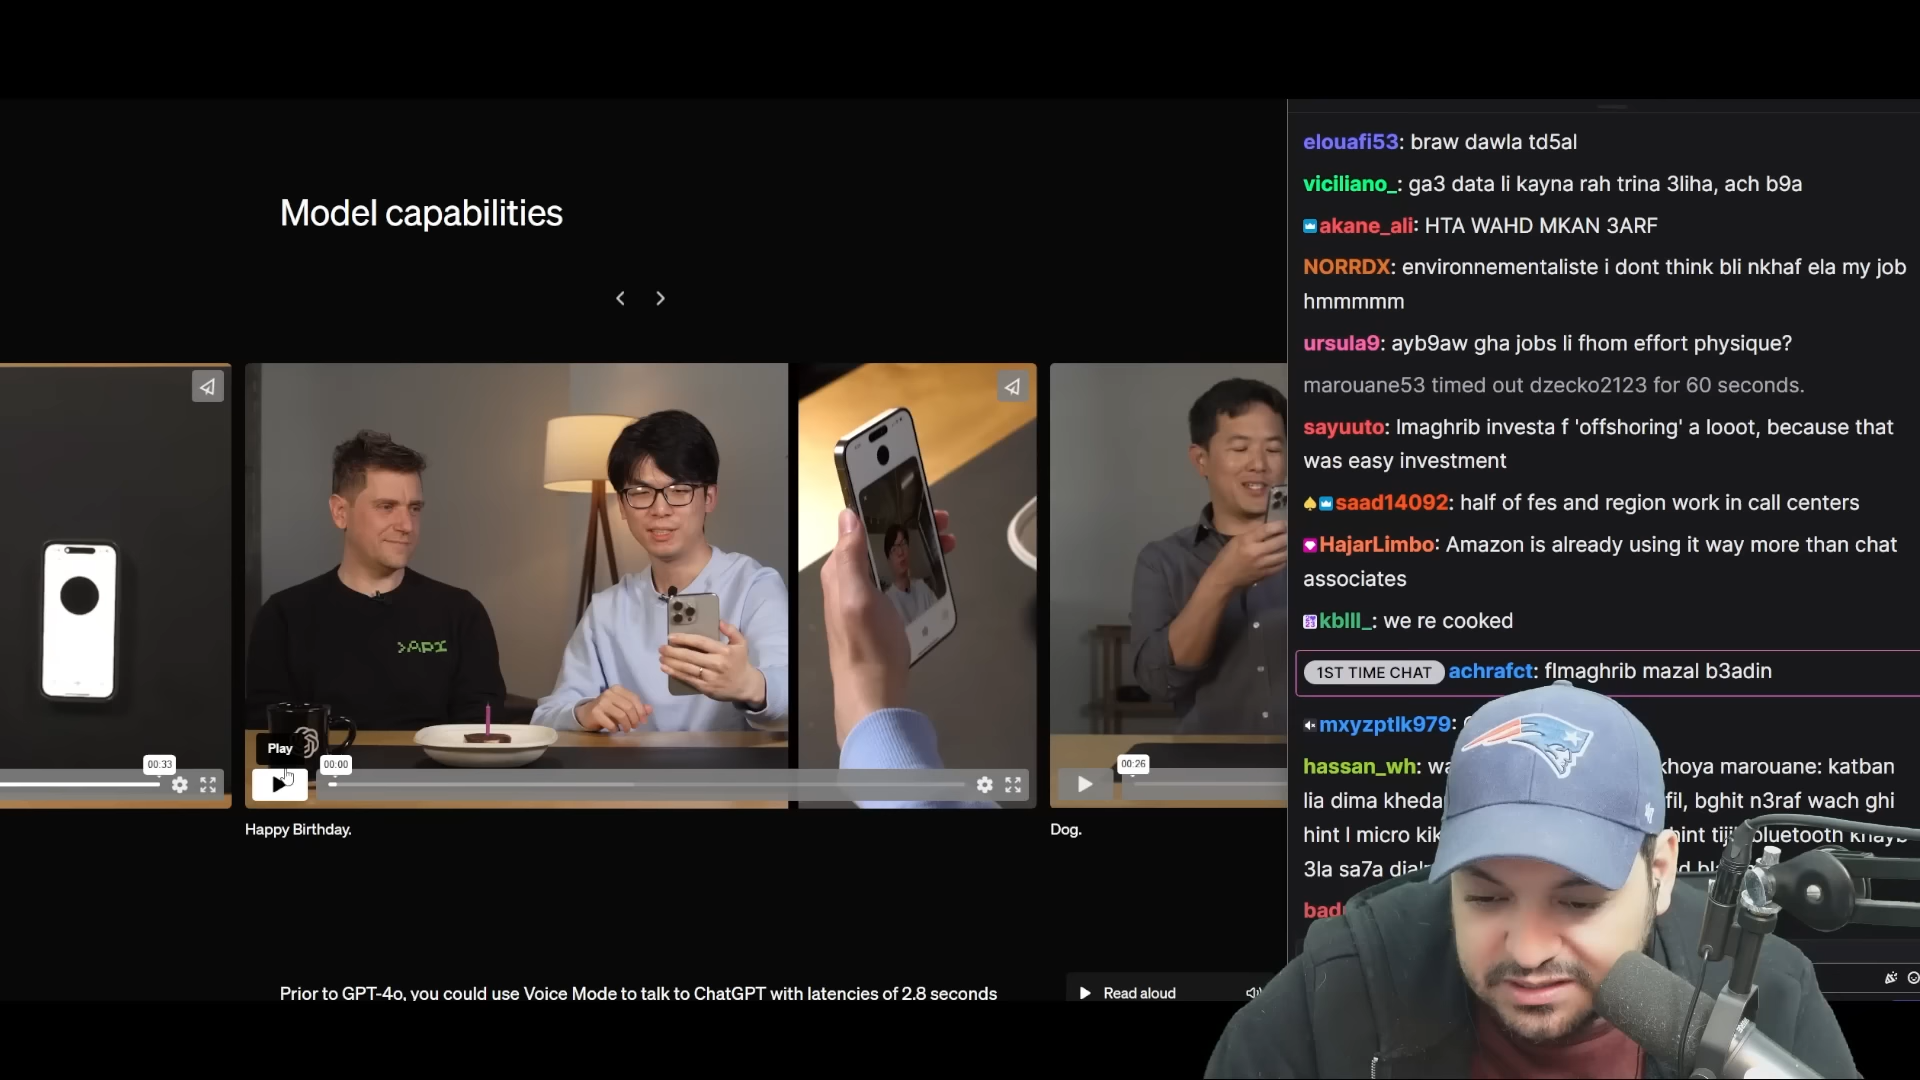 Model capabilities
>API
00:33
Play
00:00
00:26
Happy Birthday.
Dog.
Prior to GPT-4o, you could use Voice Mode to talk to ChatGPT with latencies of 2.8 seconds
Read aloud
elouafi53: braw dawla td5al
viciliano_: ga3 data li kayna rah trina 3liha, ach b9a
akane_ali: HTA WAHD MKAN 3ARF
NORRDX: environnementaliste i dont think bli nkhaf ela my job
hmmmmm
ursula9: ayb9aw gha jobs li fhom effort physique?
marouane53 timed out dzecko2123 for 60 seconds.
sayuuto: lmaghrib investa f 'offshoring' a looot, because that
was easy investment
saad14092: half of fes and region work in call centers
HajarLimbo: Amazon is already using it way more than chat
associates
kblll_: we re cooked
1ST TIME CHAT achrafct: flmaghrib mazal b3adin
mxyzptlk979:
hassan_wh: khoya marouane: katban
lia dima bghit n3raf wach ghi
hint l micro bluetooth
3la sa7a